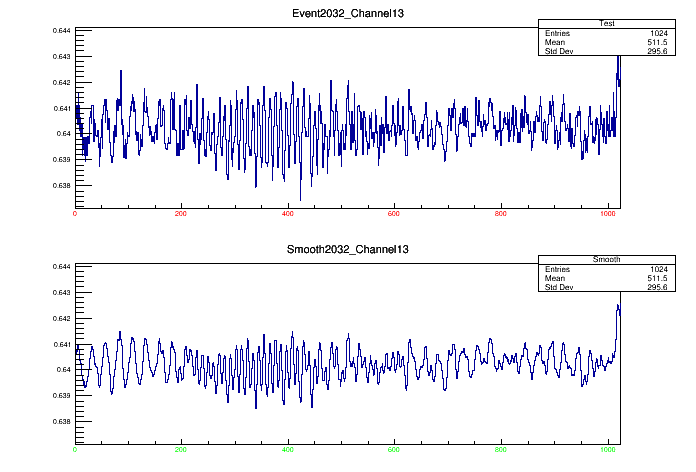 Event2032_Channel13
Test
Entries 1024
Mean 511.5
Std Dev 295.6
0.644
0.643
0.642
0.641
0.64
0.639
0.638
0 200 400 600 800 1000
Smooth2032_Channel13
Smooth
Entries 1024
Mean 511.5
Std Dev 295.6
0.644
0.643
0.642
0.641
0.64
0.639
0.638
0 200 400 600 800 1000